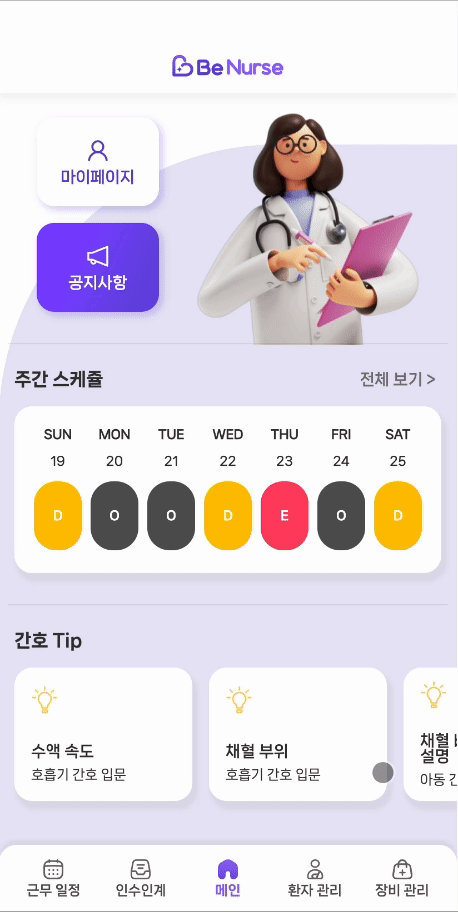 Be Nurse
마이페이지
공지사항
주간 스케쥴
전체 보기 >
SUN MON TUE WED THU FRI SAT
19 20 21 22 23 24 25
D O O D E O D
간호 Tip
수액 속도
호흡기 간호 입문
채혈 부위
호흡기 간호 입문
채혈
설명
아동
근무 일정 인수인계 메인 환자 관리 장비 관리